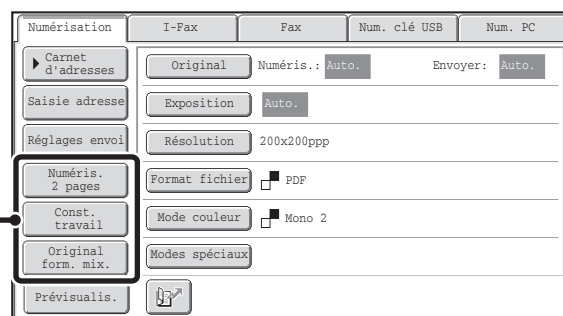 Numérisation I-Fax Fax Num. clé USB Num. PC
Carnet
d'adresses
Original Numéris.: Auto. Envoyer: Auto.
Saisie adresse Exposition Auto.
Réglages envoi Résolution 200x200ppp
Numéris.
2 pages
Format fichier PDF
Const.
travail
Mode couleur Mono 2
Original
form. mix.
Modes spéciaux
Prévisualis.